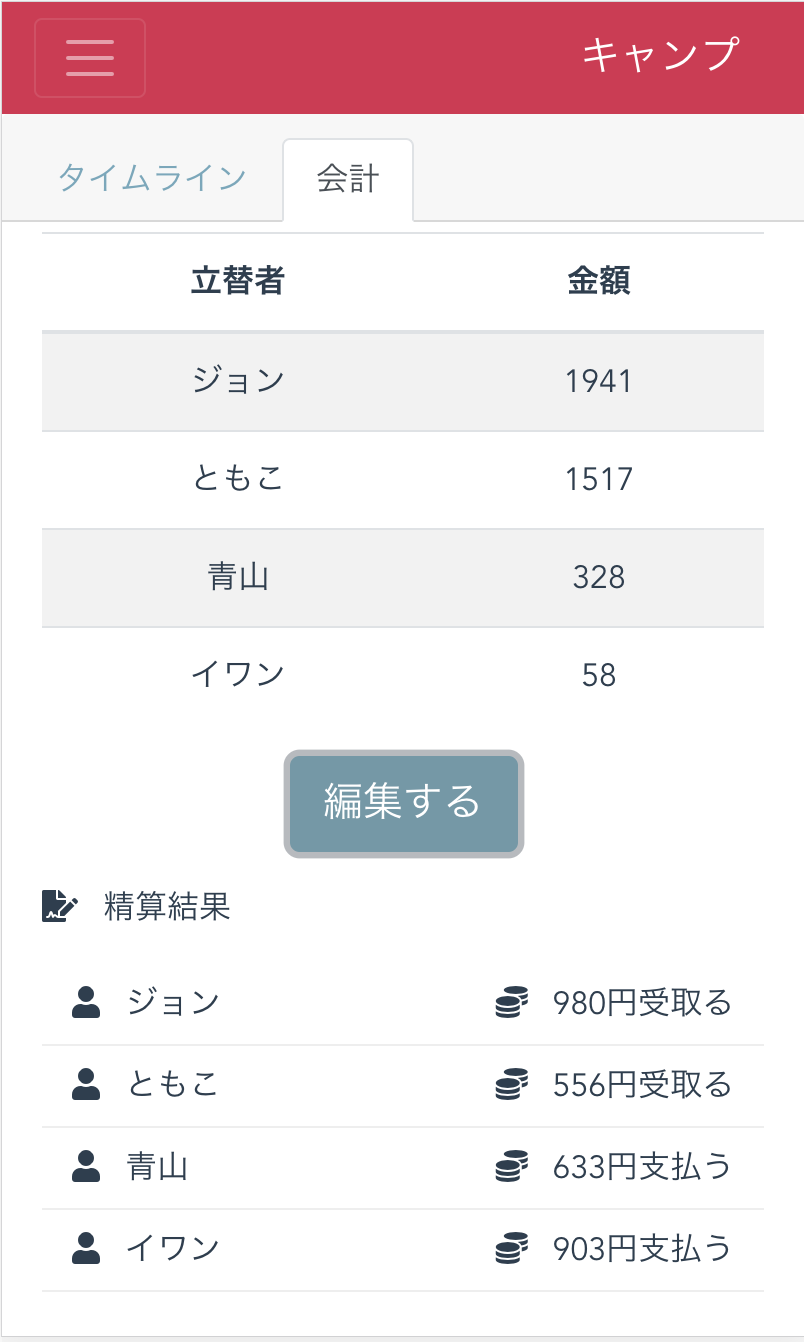 キャンプ
タイムライン 会計
立替者 金額
ジョン 1941
ともこ 1517
青山 328
イワン 58
編集する
精算結果
ジョン 980円受取る
ともこ 556円受取る
青山 633円支払う
イワン 903円支払う